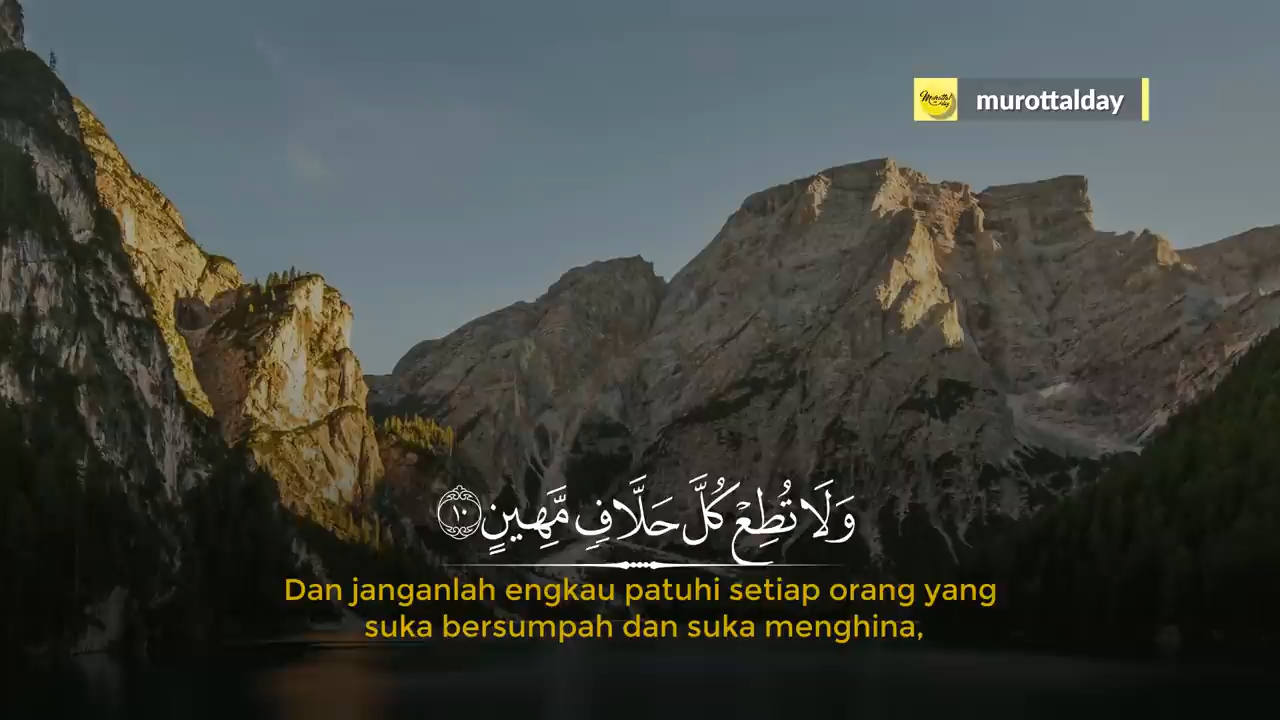 murottalday
وَلَا تُطِعْ كُلَّ حَلَّافٍ مَّهِينٍ ١٠
Dan janganlah engkau patuhi setiap orang yang
suka bersumpah dan suka menghina,